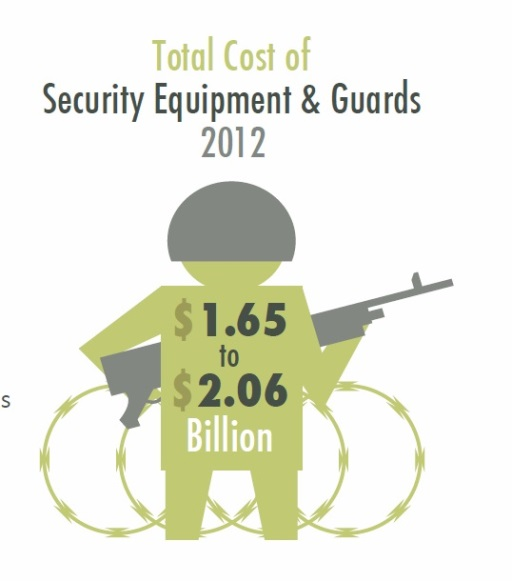 Total Cost of
Security Equipment & Guards
2012
$1.65
to
$2.06
Billion
s